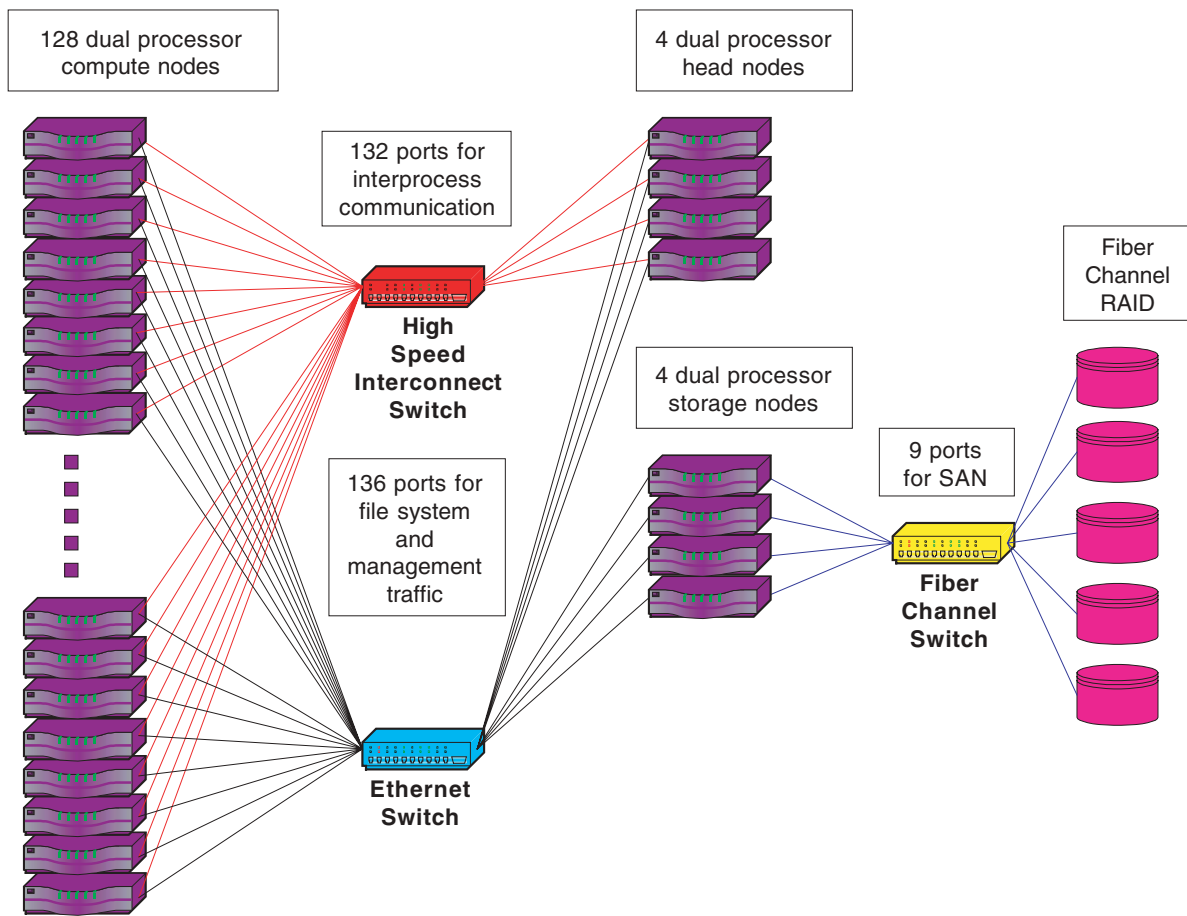 128 dual processor
compute nodes
4 dual processor
head nodes
132 ports for
interprocess
communication
Fiber
Channel
RAID
High
Speed
Interconnect
Switch
4 dual processor
storage nodes
9 ports
for SAN
136 ports for
file system
and
management
traffic
Fiber
Channel
Switch
Ethernet
Switch